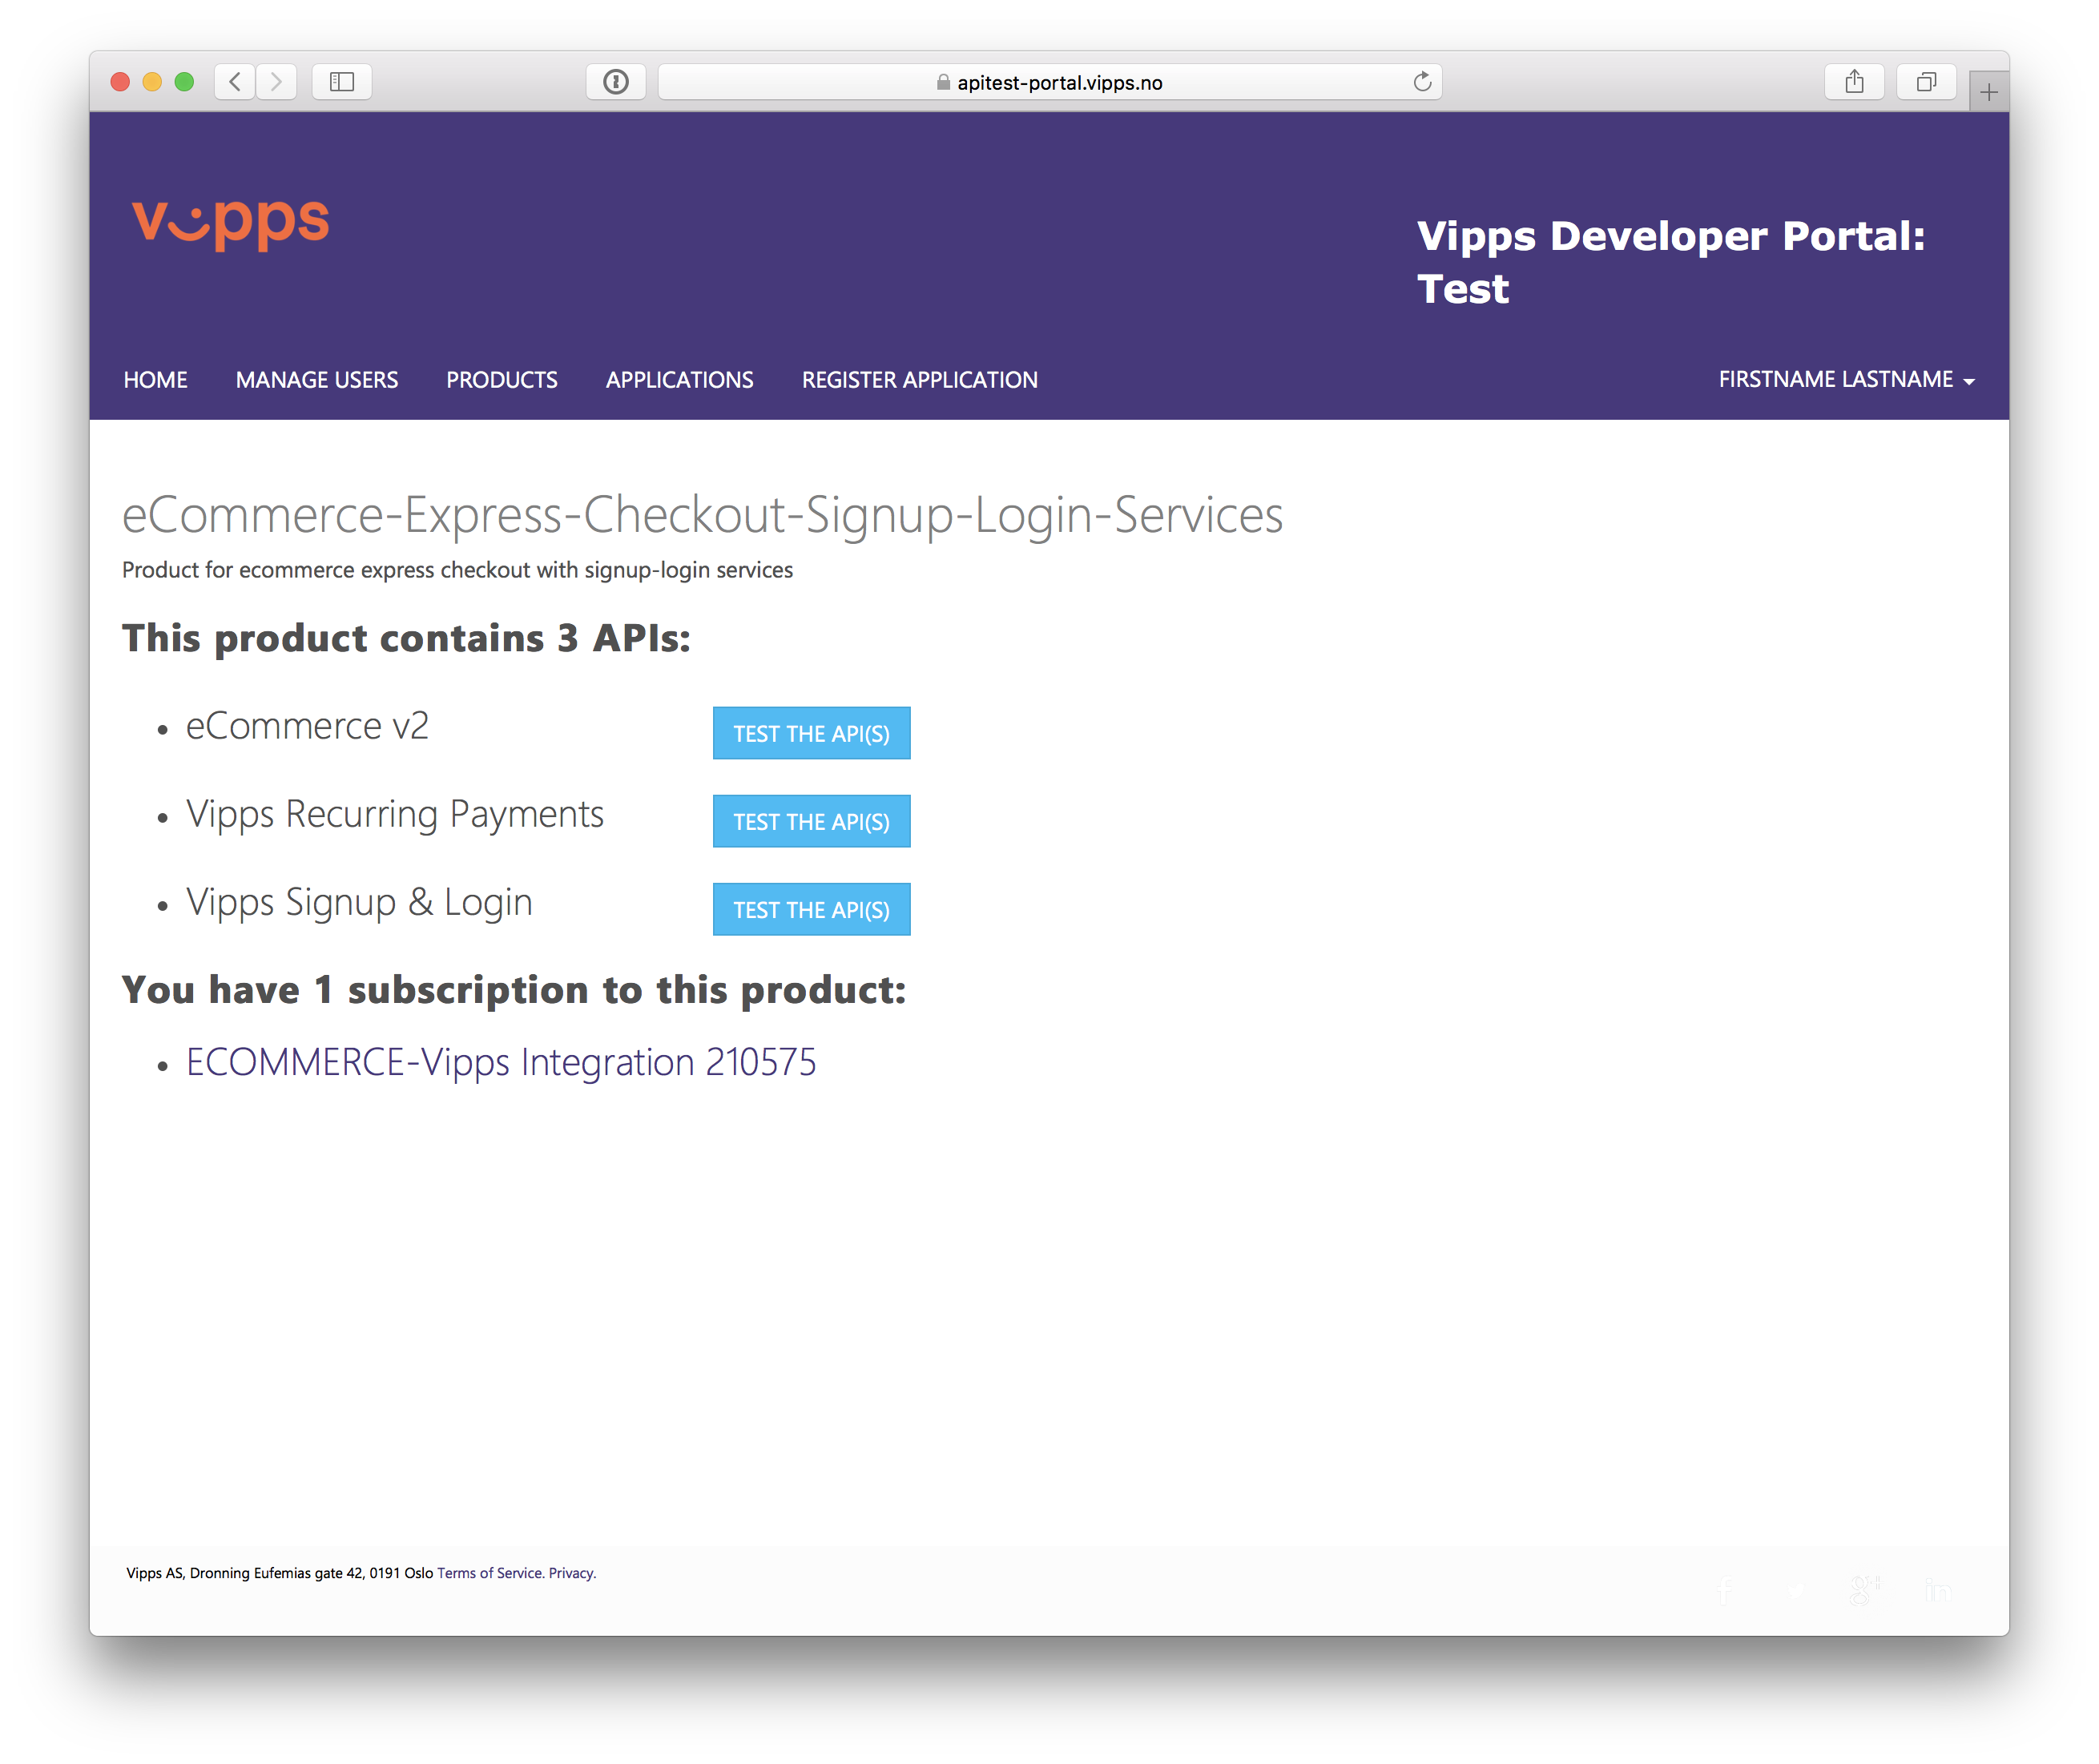 apitest-portal.vipps.no
vipps
Vipps Developer Portal:
Test
HOME MANAGE USERS PRODUCTS APPLICATIONS REGISTER APPLICATION FIRSTNAME LASTNAME
eCommerce-Express-Checkout-Signup-Login-Services
Product for ecommerce express checkout with signup-login services
This product contains 3 APIs:
• eCommerce v2 TEST THE API(S)
• Vipps Recurring Payments TEST THE API(S)
• Vipps Signup & Login TEST THE API(S)
You have 1 subscription to this product:
• ECOMMERCE-Vipps Integration 210575
Vipps AS, Dronning Eufemias gate 42, 0191 Oslo Terms of Service. Privacy.